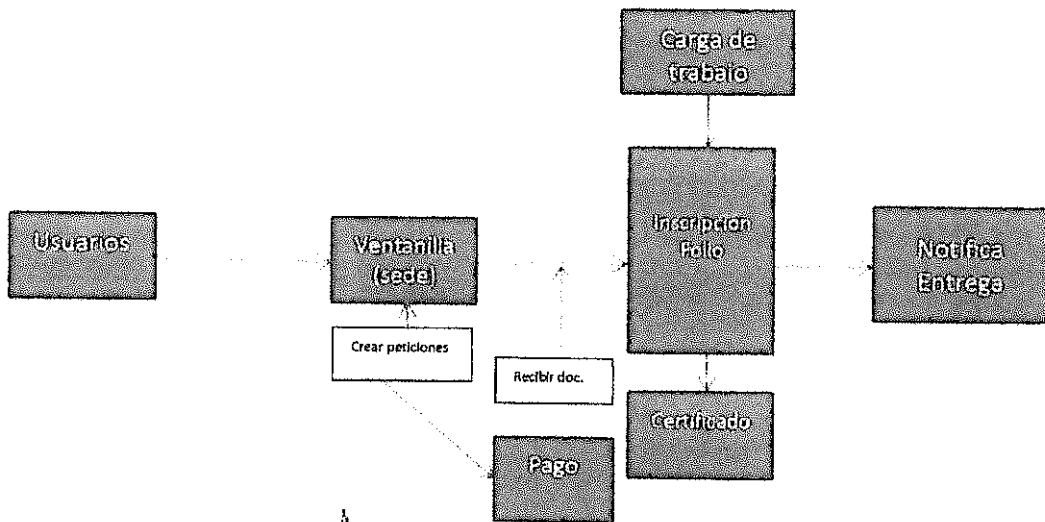 Carga de
trabajo
Usuarios
Ventanilla
(sede)
Inscripcion
Folio
Notifica
Entrega
Crear peticiones
Recibir doc.
Certificado
Pago